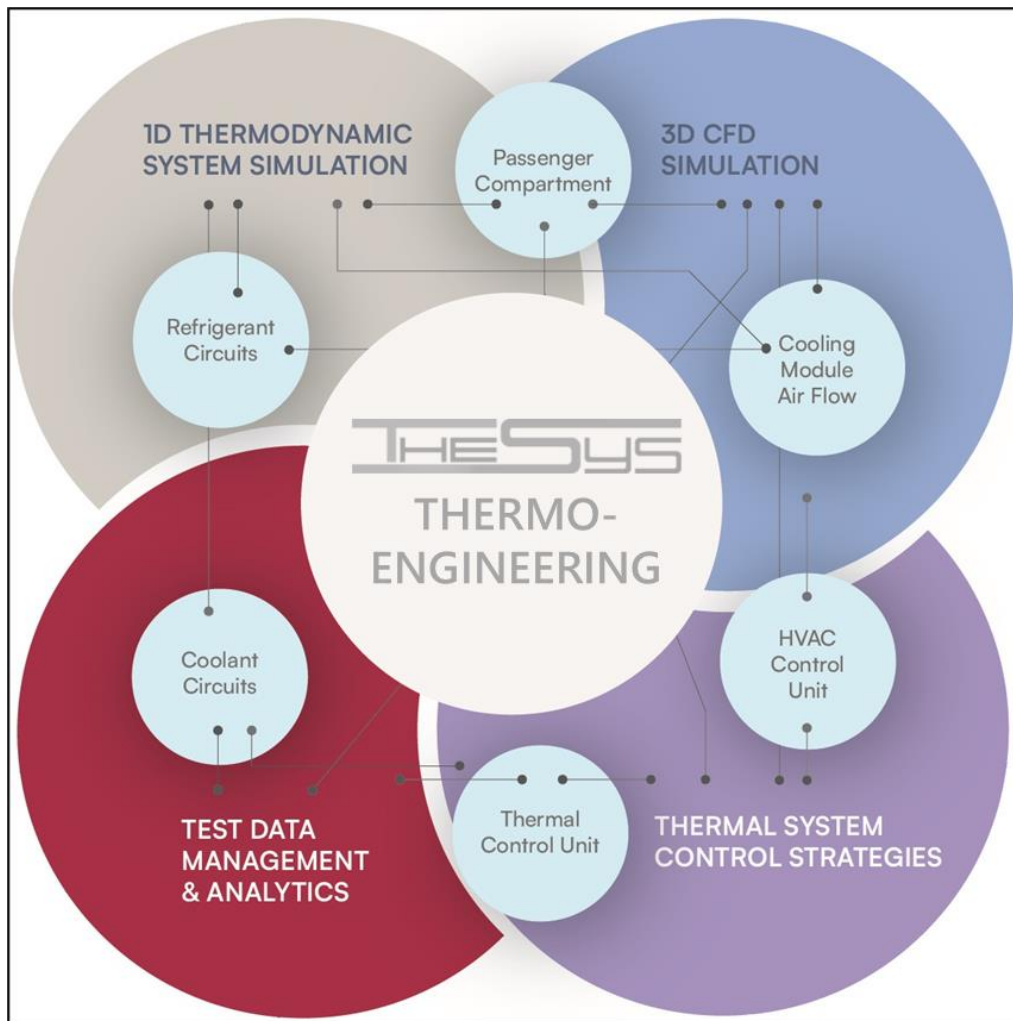 1D THERMODYNAMIC
SYSTEM SIMULATION
Passenger
Compartment
3D CFD
SIMULATION
Refrigerant
Circuits
Cooling
Module
Air Flow
THESYS
THERMO-
ENGINEERING
Coolant
Circuits
HVAC
Control
Unit
TEST DATA
MANAGEMENT
& ANALYTICS
Thermal
Control Unit
THERMAL SYSTEM
CONTROL STRATEGIES